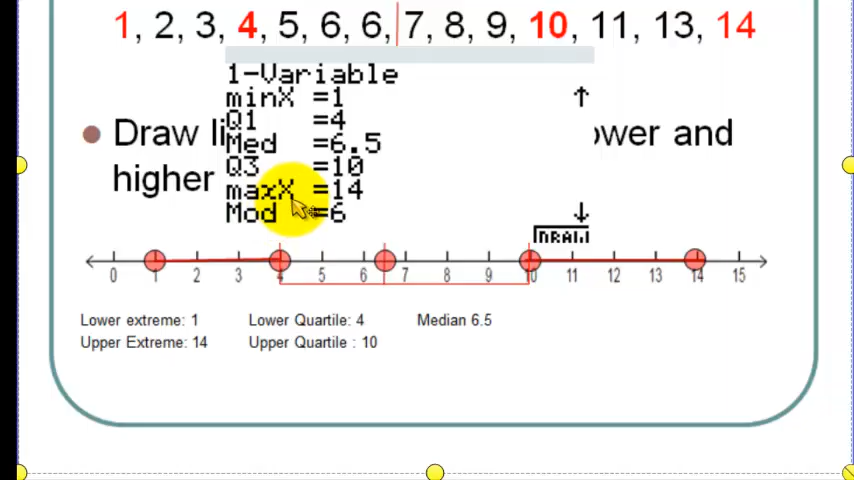 1, 2, 3, 4, 5, 6, 6, 7, 8, 9, 10, 11, 13, 14
1-Variable
minX =1
Q1 =4
Med =6.5
Q3 =10
maxX =14
Mod =6
DRAW
Draw and
higher
0 1 2 3 4 5 6 7 8 9 10 11 12 13 14 15
Lower extreme: 1 Lower Quartile: 4 Median 6.5
Upper Extreme: 14 Upper Quartile : 10